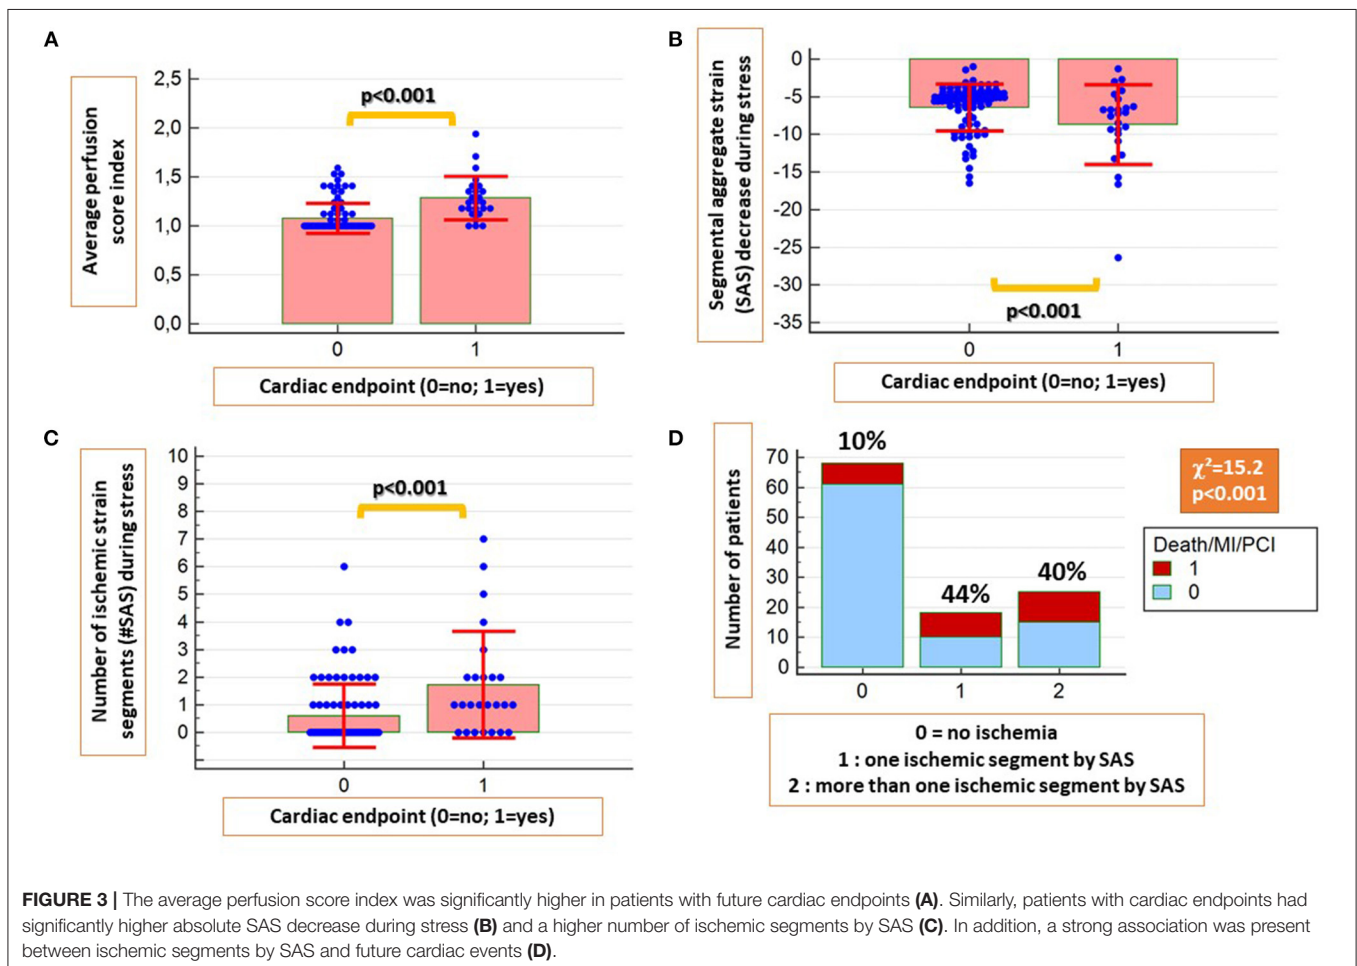 A
Average perfusion
score index
2,5
2,0
1,5
1,0
0,5
0,0
p<0.001
0
1
Cardiac endpoint (0=no; 1=yes)
B
Segmental aggregate strain
(SAS) decrease during stress
0
-5
-10
-15
-20
-25
-30
-35
p<0.001
0
1
Cardiac endpoint (0=no; 1=yes)
C
Number of ischemic strain
segments (#SAS) during stress
10
9
8
7
6
5
4
3
2
1
0
p<0.001
0
1
Cardiac endpoint (0=no; 1=yes)
D
Number of patients
70
60
50
40
30
20
10
0
10%
44%
40%
0
1
2
χ²=15.2
p<0.001
Death/MI/PCI
1
0
0 = no ischemia
1 : one ischemic segment by SAS
2 : more than one ischemic segment by SAS
FIGURE 3 | The average perfusion score index was significantly higher in patients with future cardiac endpoints (A). Similarly, patients with cardiac endpoints had
significantly higher absolute SAS decrease during stress (B) and a higher number of ischemic segments by SAS (C). In addition, a strong association was present
between ischemic segments by SAS and future cardiac events (D).